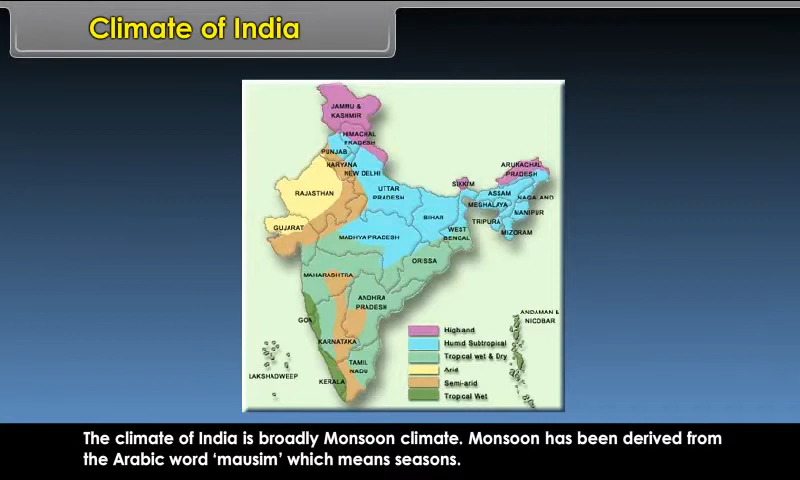 Climate of India
JAMMU &
KASHMIR
HIMACHAL
PRADESH
PUNJAB
HARYANA
NEW DELHI
ARUNACHAL
PRADESH
SIKKIM
RAJASTHAN
UTTAR
PRADESH
ASSAM
NAGALAND
MEGHALAYA
MANIPUR
BIHAR
TRIPURA
MIZORAM
GUJARAT
MADHYA PRADESH
WEST
BENGAL
ORISSA
MAHARASHTRA
ANDHRA
PRADESH
GOA
ANDAMAN &
NICOBAR
KARNATAKA
TAMIL
NADU
LAKSHADWEEP
KERALA
Highland
Humid Subtropical
Tropical wet & Dry
Arid
Semi-arid
Tropical Wet
The climate of India is broadly Monsoon climate. Monsoon has been derived from
the Arabic word ‘mausim’ which means seasons.